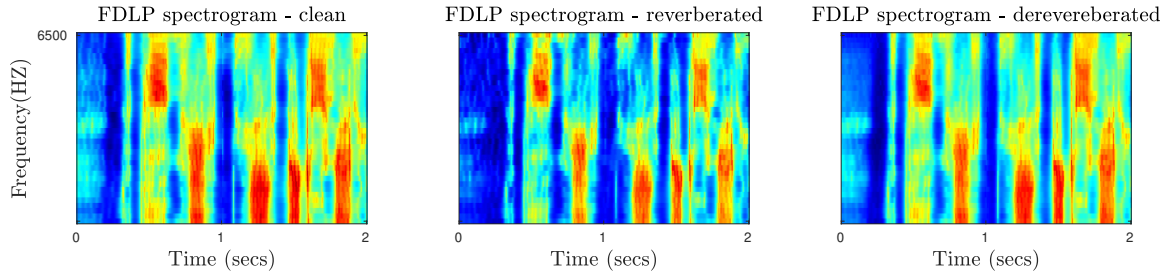 FDLP spectrogram - clean
FDLP spectrogram - reverberated
FDLP spectrogram - derevereberated
6500
Frequency(HZ)
0 1 2
0 1 2
0 1 2
Time (secs)
Time (secs)
Time (secs)